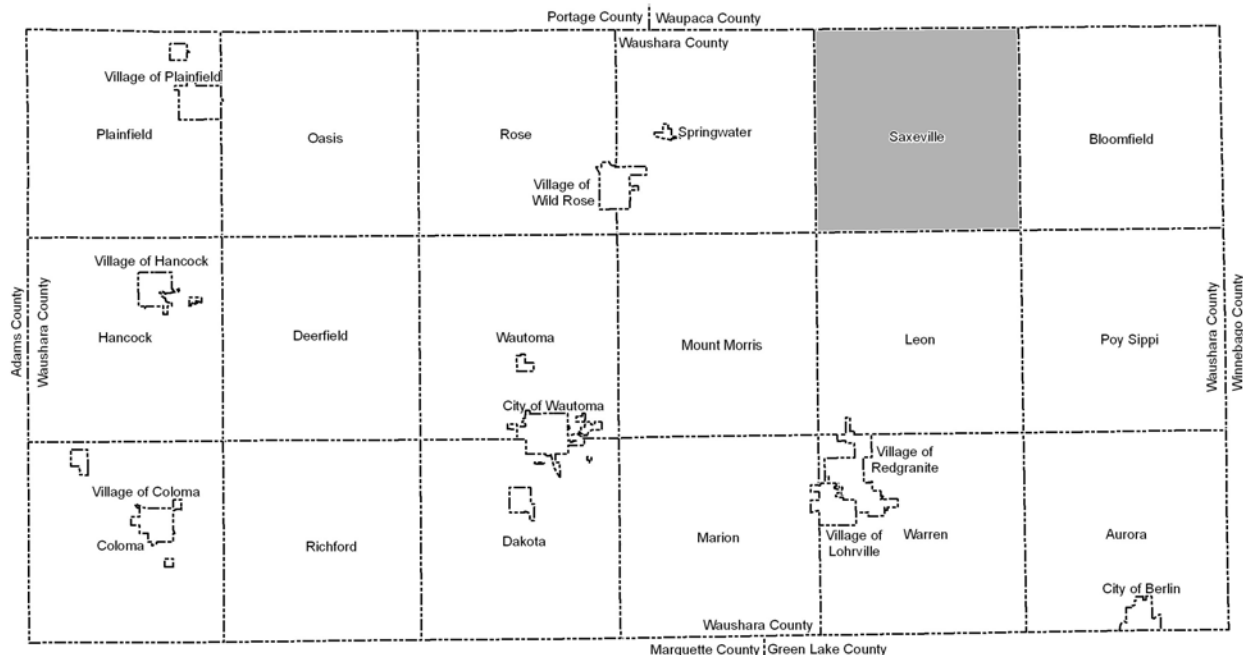 Portage County
Waupaca County
Waushara County
Village of Plainfield
Plainfield
Oasis
Rose
Springwater
Saxeville
Bloomfield
Village of
Wild Rose
Adams County
Waushara County
Village of Hancock
Hancock
Deerfield
Wautoma
Mount Morris
Leon
Poy Sippi
Waushara County
Winnebago County
City of Wautoma
Village of
Redgranite
Village of Coloma
Coloma
Richford
Dakota
Marion
Village of
Lohrville
Warren
Aurora
City of Berlin
Waushara County
Marquette County
Green Lake County